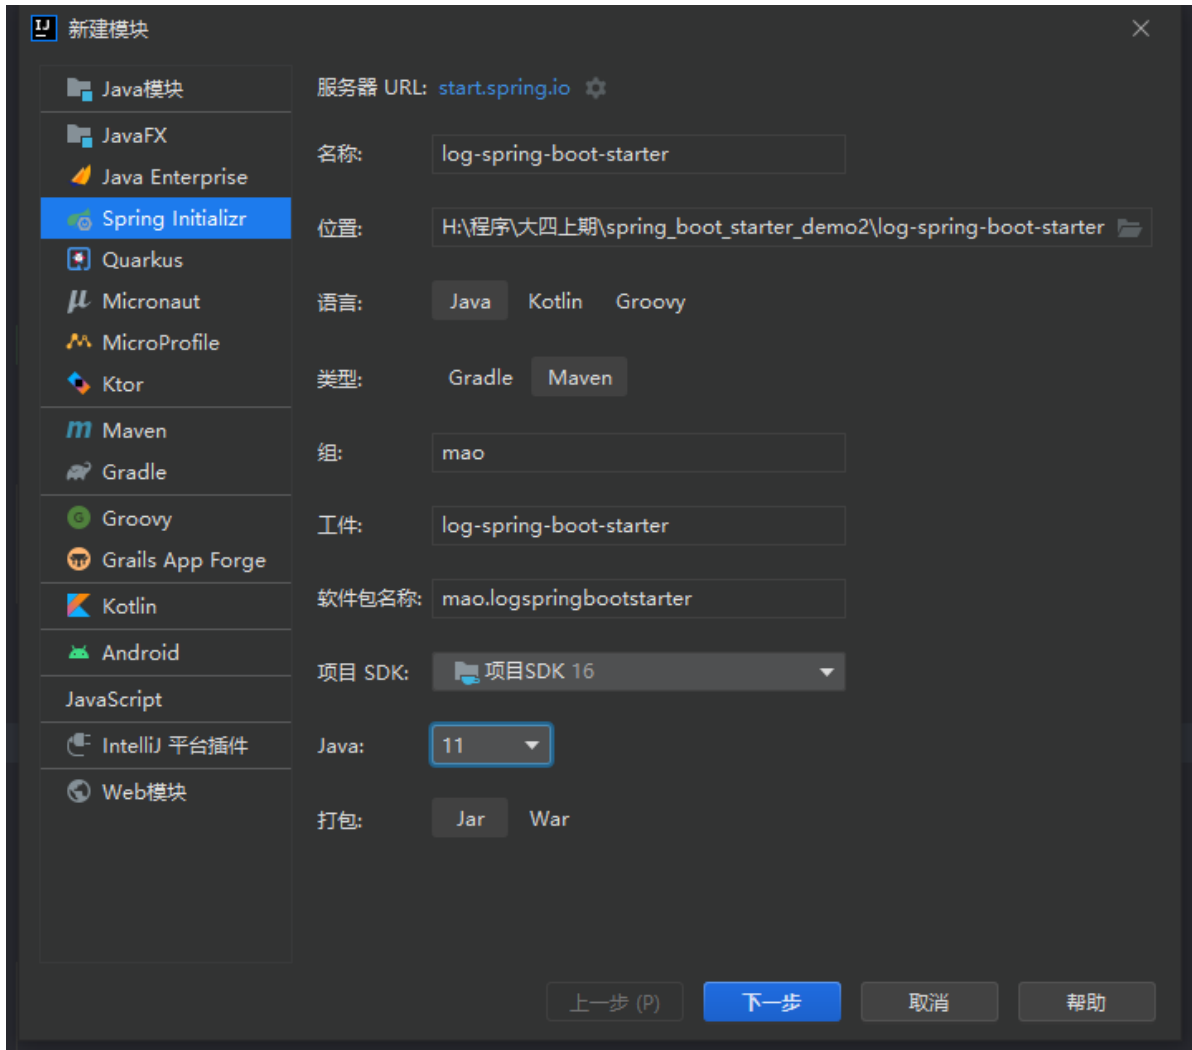 新建模块
Java模块
JavaFX
Java Enterprise
Spring Initializr
Quarkus
Micronaut
MicroProfile
Ktor
Maven
Gradle
Groovy
Grails App Forge
Kotlin
Android
JavaScript
IntelliJ 平台插件
Web模块
服务器 URL: start.spring.io
名称: log-spring-boot-starter
位置: H:\程序\大四上期\spring_boot_starter_demo2\log-spring-boot-starter
语言: Java Kotlin Groovy
类型: Gradle Maven
组: mao
工件: log-spring-boot-starter
软件包名称: mao.logspringbootstarter
项目 SDK: 项目SDK 16
Java: 11
打包: Jar War
上一步 (P) 下一步 取消 帮助